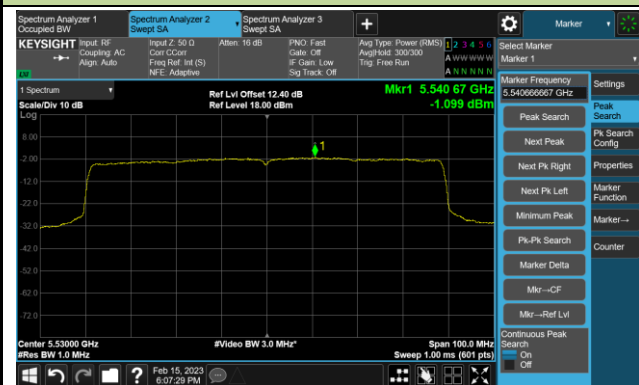 Spectrum Analyzer 1
Occupied BW
Spectrum Analyzer 2
Swept SA
Spectrum Analyzer 3
Swept SA
+
Marker
KEYSIGHT
Input: RF
Coupling: AC
Align: Auto
Input Z: 50 Ω
Corr CCorr
Freq Ref: Int (S)
NFE: Adaptive
Atten: 16 dB
PNO: Fast
Gate: Off
IF Gain: Low
Sig Track: Off
Avg Type: Power (RMS)
Avg|Hold: 300/300
Trig: Free Run
1 2 3 4 5 6
A W W W W W
A N N N N N
Select Marker
Marker 1
1 Spectrum
Scale/Div 10 dB
Log
Ref Lvl Offset 12.40 dB
Ref Level 18.00 dBm
Mkr1 5.540 67 GHz
-1.099 dBm
1
8.00
-2.00
-12.0
-22.0
-32.0
-42.0
-52.0
-62.0
-72.0
Center 5.53000 GHz
#Res BW 1.0 MHz
#Video BW 3.0 MHz*
Span 100.0 MHz
Sweep 1.00 ms (601 pts)
Marker Frequency
5.540666667 GHz
Peak Search
Next Peak
Next Pk Right
Next Pk Left
Minimum Peak
Pk-Pk Search
Marker Delta
Mkr→CF
Mkr→Ref Lvl
Continuous Peak
Search
On
Off
Settings
Peak
Search
Pk Search
Config
Properties
Marker
Function
Marker→
Counter
?
Feb 15, 2023
6:07:29 PM